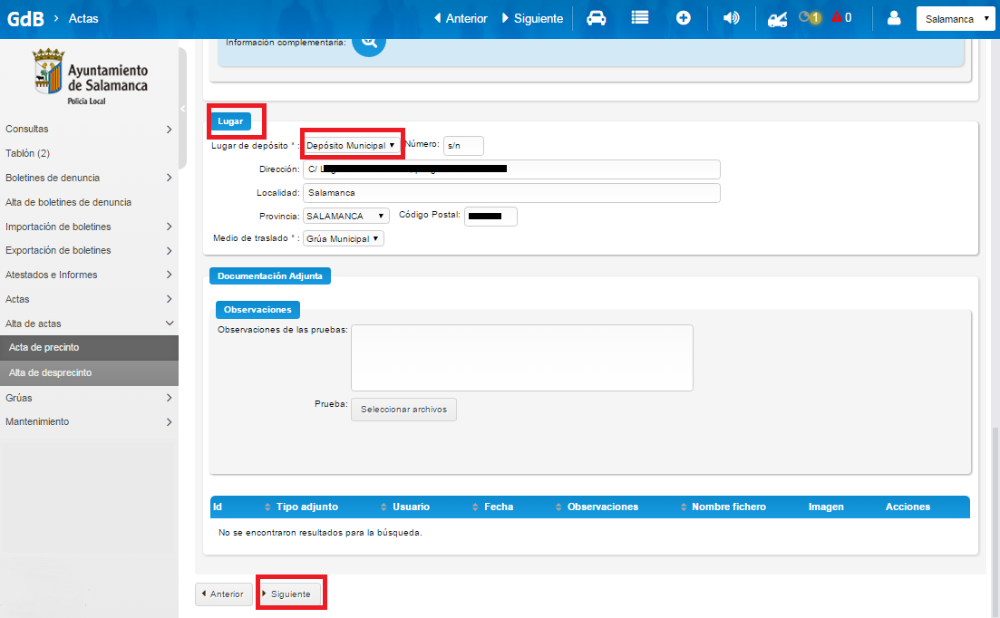 GdB > Actas
Anterior
Siguiente
1
0
Salamanca
Ayuntamiento
de Salamanca
Policía Local
Consultas
Tablón (2)
Boletines de denuncia
Alta de boletines de denuncia
Importación de boletines
Exportación de boletines
Atestados e Informes
Actas
Alta de actas
Acta de precinto
Alta de desprecinto
Grúas
Mantenimiento
Información complementaria:
Lugar
Lugar de depósito * : Depósito Municipal Número: s/n
Dirección: C/
Localidad: Salamanca
Provincia: SALAMANCA Código Postal:
Medio de traslado * : Grúa Municipal
Documentación Adjunta
Observaciones
Observaciones de las pruebas:
Prueba: Seleccionar archivos
Id Tipo adjunto Usuario Fecha Observaciones Nombre fichero Imagen Acciones
No se encontraron resultados para la búsqueda.
Anterior Siguiente